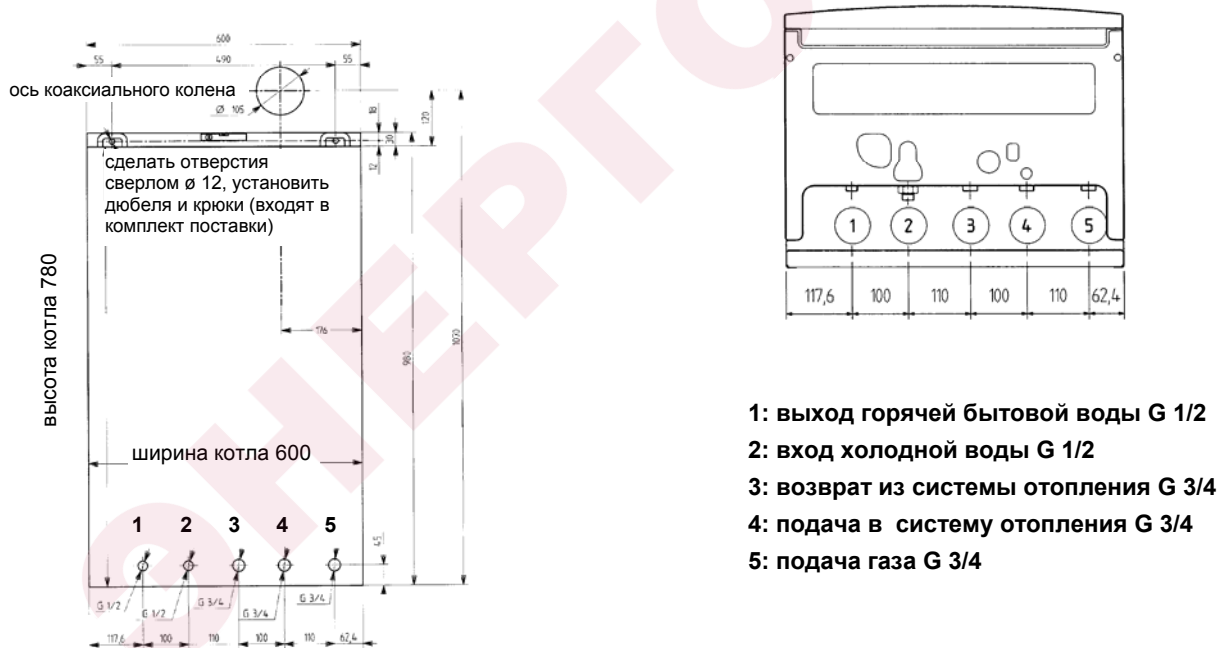 600
55
490
55
ось коаксиального колена
Ø 105
18
30
120
12
сделать отверстия
сверлом ø 12, установить
дюбеля и крюки (входят в
комплект поставки)
высота котла 780
176
980
1070
ширина котла 600
1 2 3 4 5
45
G 1/2 G 1/2 G 3/4 G 3/4 G 3/4
117,6 100 110 100 110 62,4
1 2 3 4 5
117,6 100 110 100 110 62,4
1: выход горячей бытовой воды G 1/2
2: вход холодной воды G 1/2
3: возврат из системы отопления G 3/4
4: подача в систему отопления G 3/4
5: подача газа G 3/4
ЭНЕРГО